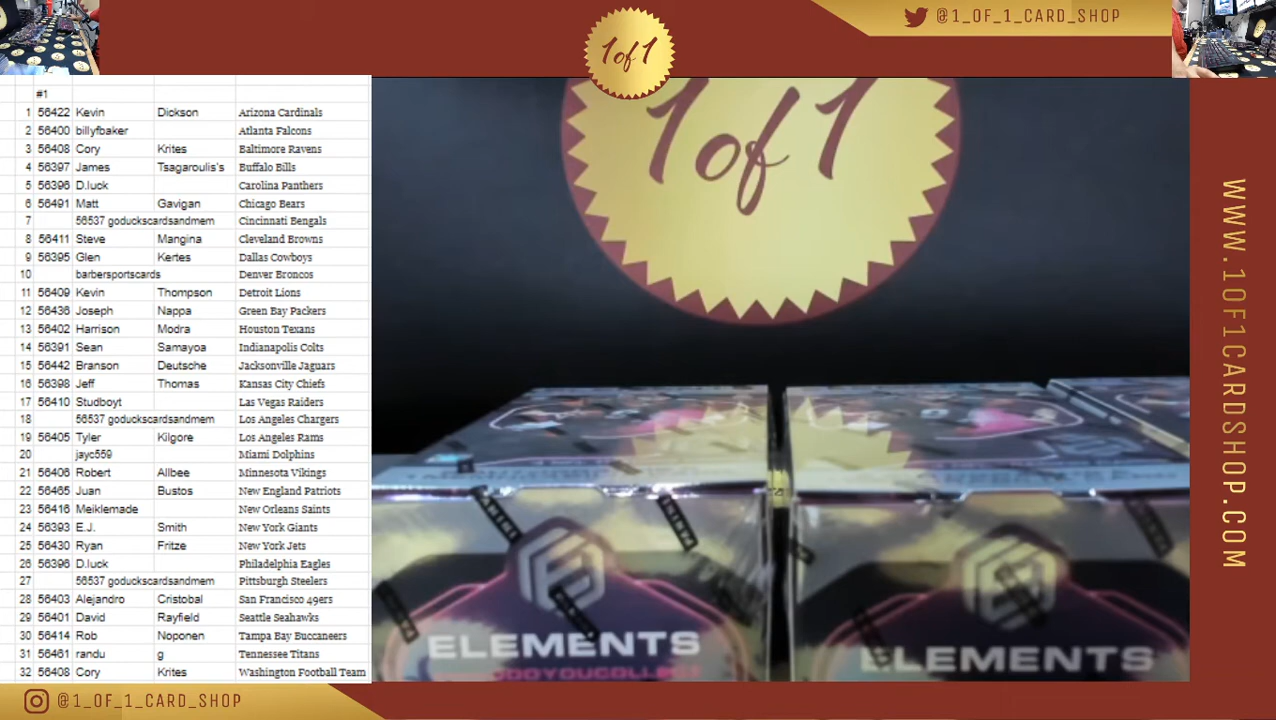 1of1
@1_OF_1_CARD_SHOP
#1
1 56422 Kevin Dickson Arizona Cardinals
2 56400 billyfbaker Atlanta Falcons
3 56408 Cory Krites Baltimore Ravens
4 56397 James Tsagaroulis's Buffalo Bills
5 56396 D.luck Carolina Panthers
6 56491 Matt Gavigan Chicago Bears
7 56537 goduckscardsandmem Cincinnati Bengals
8 56411 Steve Mangina Cleveland Browns
9 56395 Glen Kertes Dallas Cowboys
10 barbersportscards Denver Broncos
11 56409 Kevin Thompson Detroit Lions
12 56436 Joseph Nappa Green Bay Packers
13 56402 Harrison Modra Houston Texans
14 56391 Sean Samayoa Indianapolis Colts
15 56442 Branson Deutsche Jacksonville Jaguars
16 56398 Jeff Thomas Kansas City Chiefs
17 56410 Studboyt Las Vegas Raiders
18 56537 goduckscardsandmem Los Angeles Chargers
19 56405 Tyler Kilgore Los Angeles Rams
20 jayc559 Miami Dolphins
21 56406 Robert Allbee Minnesota Vikings
22 56465 Juan Bustos New England Patriots
23 56416 Meiklemade New Orleans Saints
24 56393 E.J. Smith New York Giants
25 56430 Ryan Fritze New York Jets
26 56396 D.luck Philadelphia Eagles
27 56537 goduckscardsandmem Pittsburgh Steelers
28 56403 Alejandro Cristobal San Francisco 49ers
29 56401 David Rayfield Seattle Seahawks
30 56414 Rob Noponen Tampa Bay Buccaneers
31 56461 randu g Tennessee Titans
32 56408 Cory Krites Washington Football Team
1of1
PANINI
PANINI
ELEMENTS
ELEMENTS
WWW.1OF1CARDSHOP.COM
@1_OF_1_CARD_SHOP